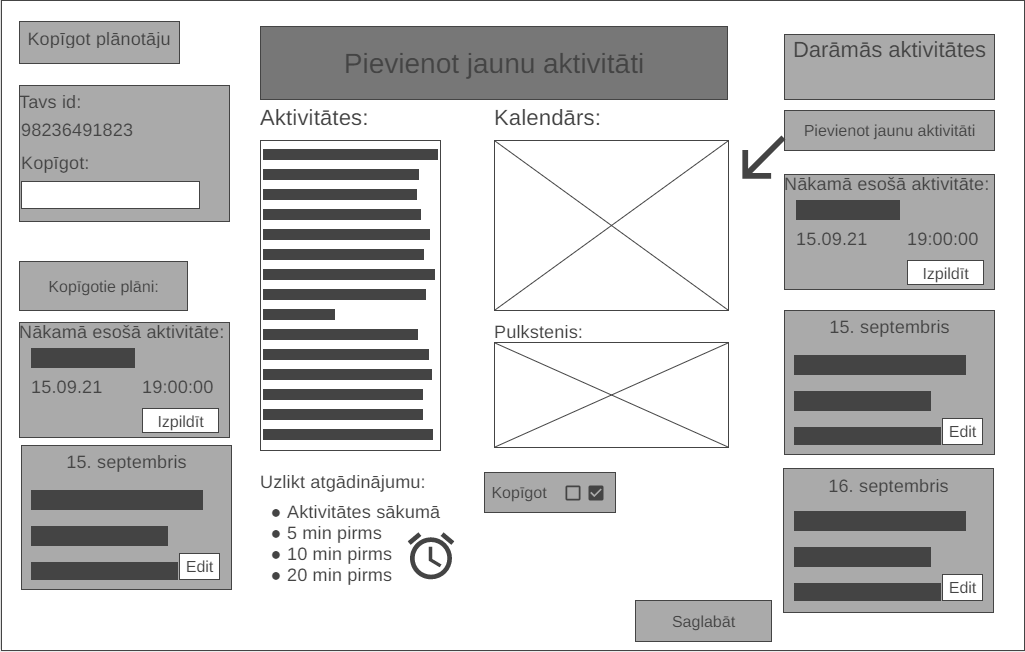 Kopīgot plānotāju
Tavs id:
98236491823
Kopīgot:
Kopīgotie plāni:
Nākamā esošā aktivitāte:
15.09.21 19:00:00
Izpildīt
15. septembris
Edit
Pievienot jaunu aktivitāti
Aktivitātes:
Kalendārs:
Pulkstenis:
Uzlikt atgādinājumu:
● Aktivitātes sākumā
● 5 min pirms
● 10 min pirms
● 20 min pirms
Kopīgot
Saglabāt
Darāmās aktivitātes
Pievienot jaunu aktivitāti
Nākamā esošā aktivitāte:
15.09.21 19:00:00
Izpildīt
15. septembris
Edit
16. septembris
Edit